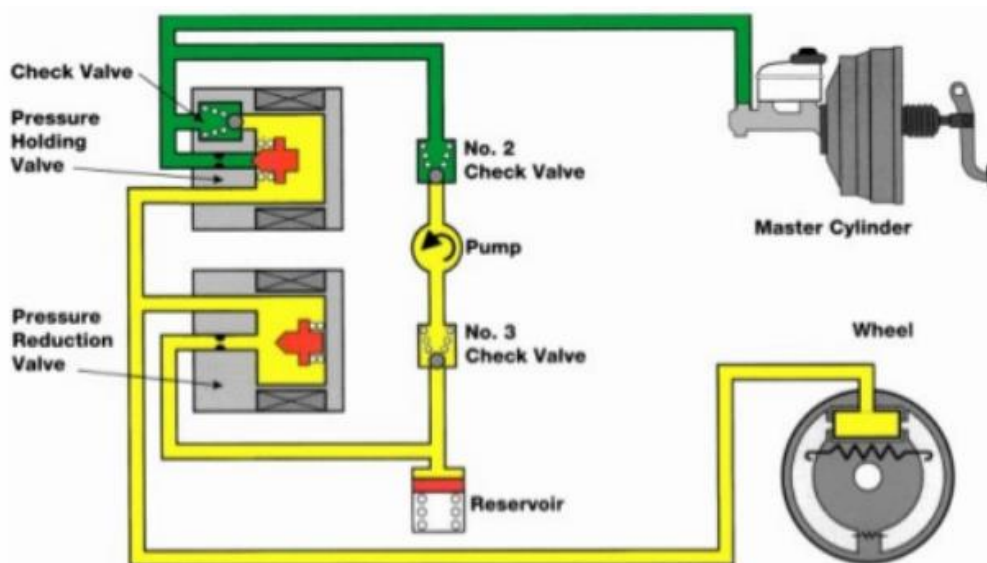 Check Valve
Pressure
Holding
Valve
No. 2
Check Valve
Master Cylinder
Pump
Pressure
Reduction
Valve
No. 3
Check Valve
Wheel
Reservoir